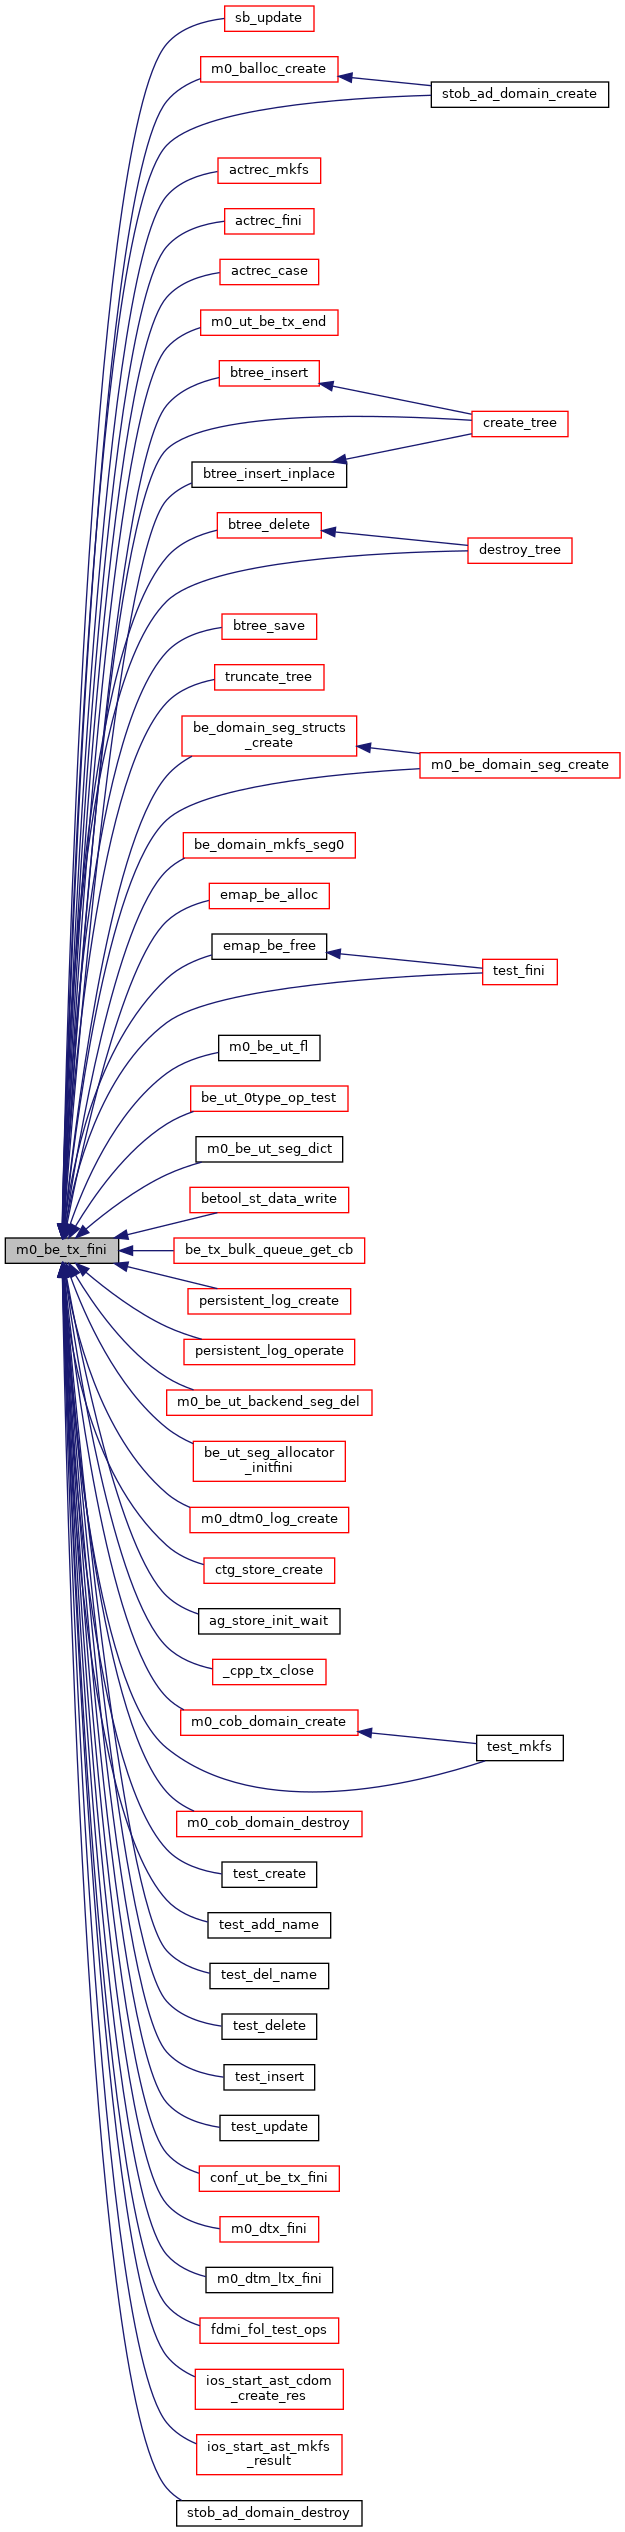 sb_update
m0_balloc_create
stob_ad_domain_create
actrec_mkfs
actrec_fini
actrec_case
m0_ut_be_tx_end
btree_insert
create_tree
btree_insert_inplace
btree_delete
destroy_tree
btree_save
truncate_tree
be_domain_seg_structs
_create
m0_be_domain_seg_create
be_domain_mkfs_seg0
emap_be_alloc
emap_be_free
test_fini
m0_be_ut_fl
be_ut_0type_op_test
m0_be_ut_seg_dict
betool_st_data_write
m0_be_tx_fini
be_tx_bulk_queue_get_cb
persistent_log_create
persistent_log_operate
m0_be_ut_backend_seg_del
be_ut_seg_allocator
_initfini
m0_dtm0_log_create
ctg_store_create
ag_store_init_wait
_cpp_tx_close
m0_cob_domain_create
test_mkfs
m0_cob_domain_destroy
test_create
test_add_name
test_del_name
test_delete
test_insert
test_update
conf_ut_be_tx_fini
m0_dtx_fini
m0_dtm_ltx_fini
fdmi_fol_test_ops
ios_start_ast_cdom
_create_res
ios_start_ast_mkfs
_result
stob_ad_domain_destroy